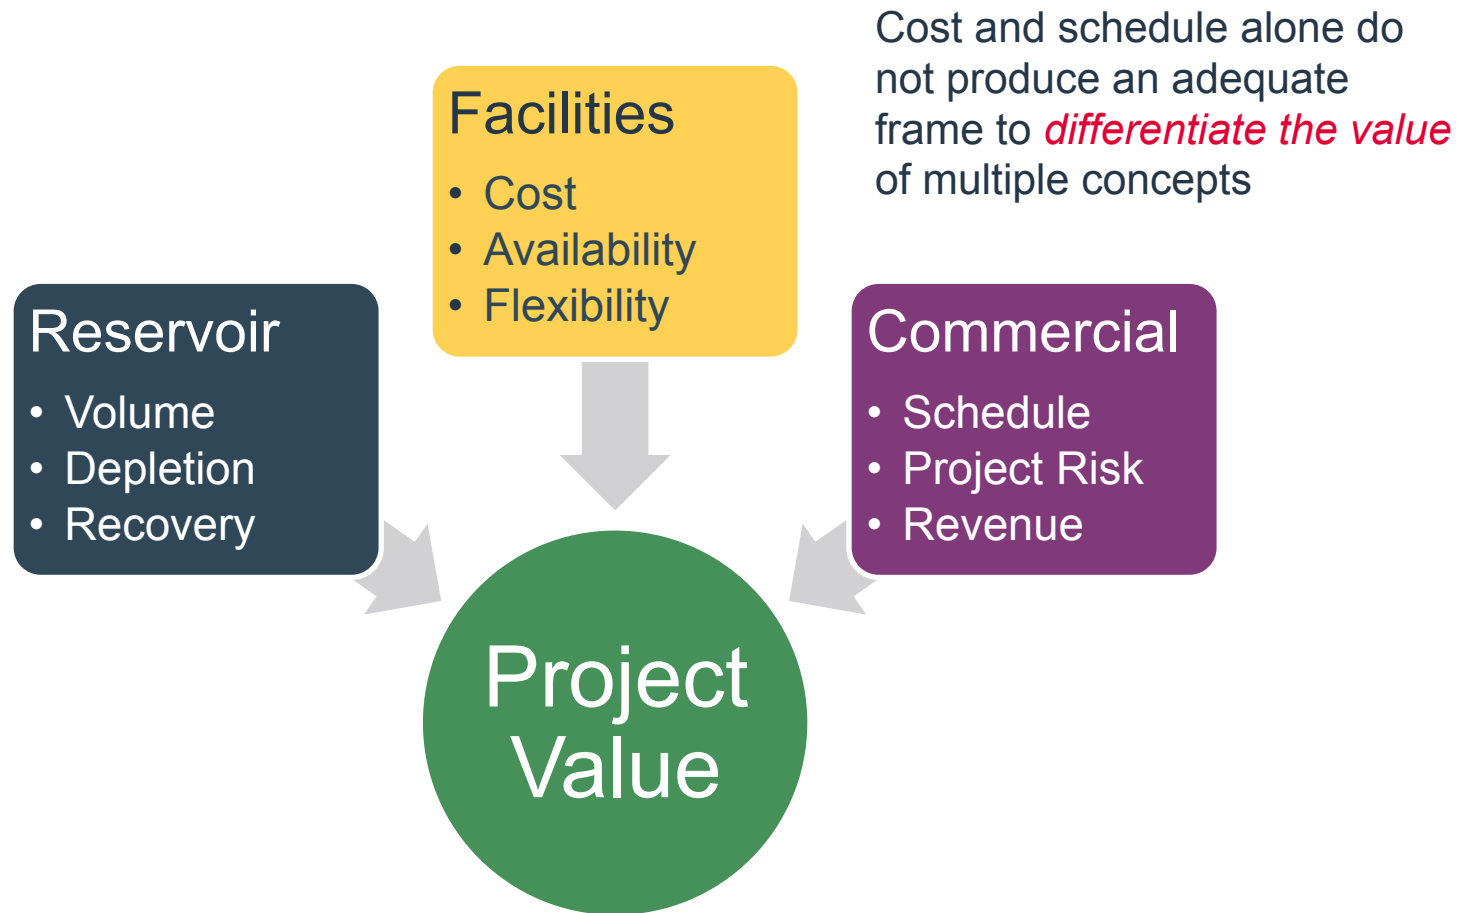 Cost and schedule alone do
not produce an adequate
frame to differentiate the value
of multiple concepts
Facilities
• Cost
• Availability
• Flexibility
Reservoir
• Volume
• Depletion
• Recovery
Commercial
• Schedule
• Project Risk
• Revenue
Project
Value